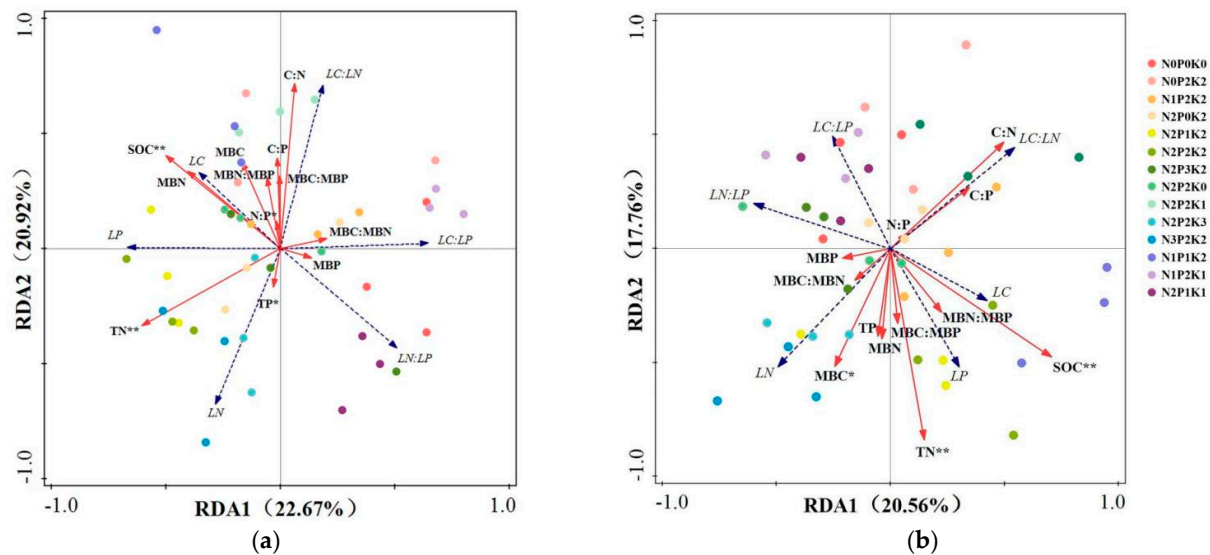 1.0
C:N
LC:LN
SOC**
LC
MBC
C:P
MBN
MBN:MBP
MBC:MBP
N:P*
LP
LC:LP
MBC:MBN
MBP
TP*
TN**
LN:LP
LN
RDA2（20.92%）
-1.0
-1.0
RDA1（22.67%）
1.0
(a)
1.0
LC:LP
C:N
LC:LN
LN:LP
C:P
N:P
MBP
MBC:MBN
LC
MBN:MBP
TP
MBC:MBP
MBN
LN
MBC*
LP
SOC**
TN**
RDA2（17.76%）
-1.0
-1.0
RDA1（20.56%）
1.0
(b)
N0P0K0
N0P2K2
N1P2K2
N2P0K2
N2P1K2
N2P2K2
N2P3K2
N2P2K0
N2P2K1
N2P2K3
N3P2K2
N1P1K2
N1P2K1
N2P1K1